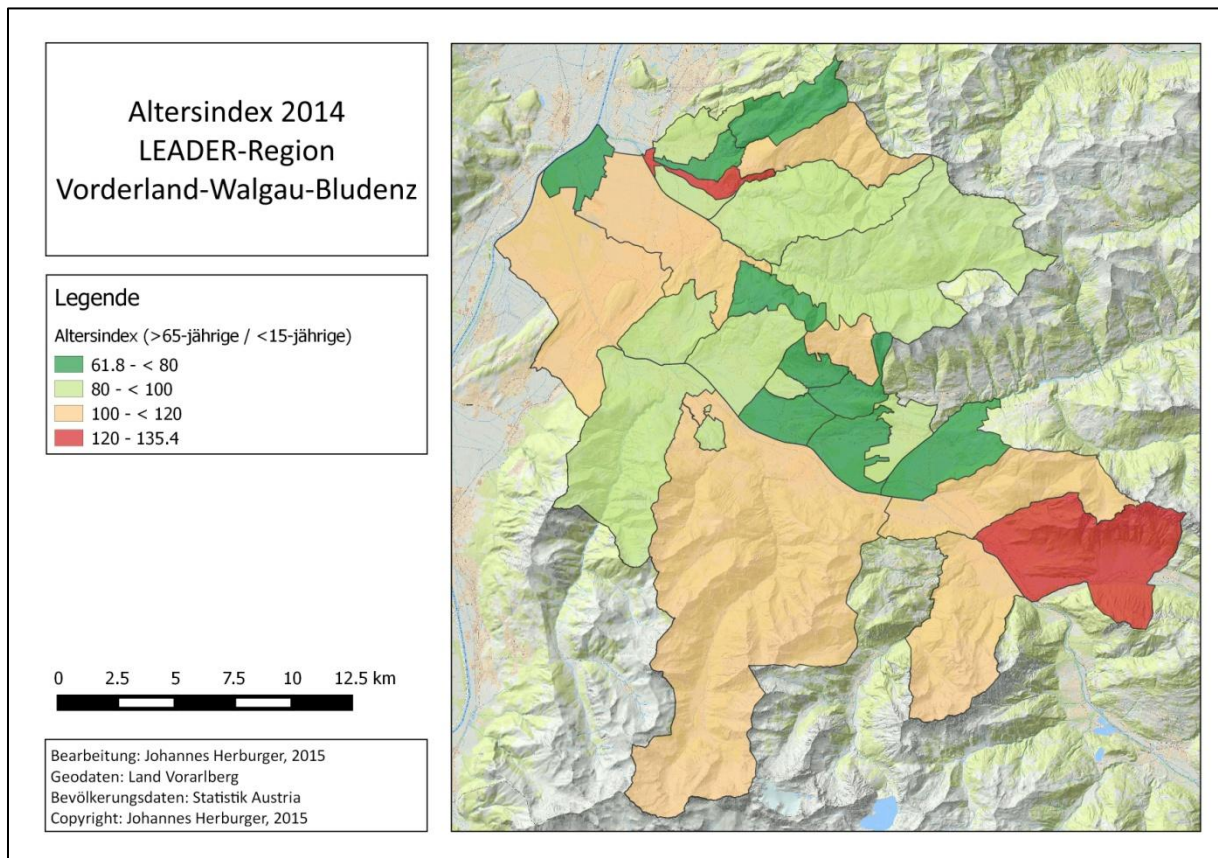 Altersindex 2014
LEADER-Region
Vorderland-Walgau-Bludenz
Legende
Altersindex (>65-jährige / <15-jährige)
61.8 - < 80
80 - < 100
100 - < 120
120 - 135.4
0 2.5 5 7.5 10 12.5 km
Bearbeitung: Johannes Herburger, 2015
Geodaten: Land Vorarlberg
Bevölkerungsdaten: Statistik Austria
Copyright: Johannes Herburger, 2015